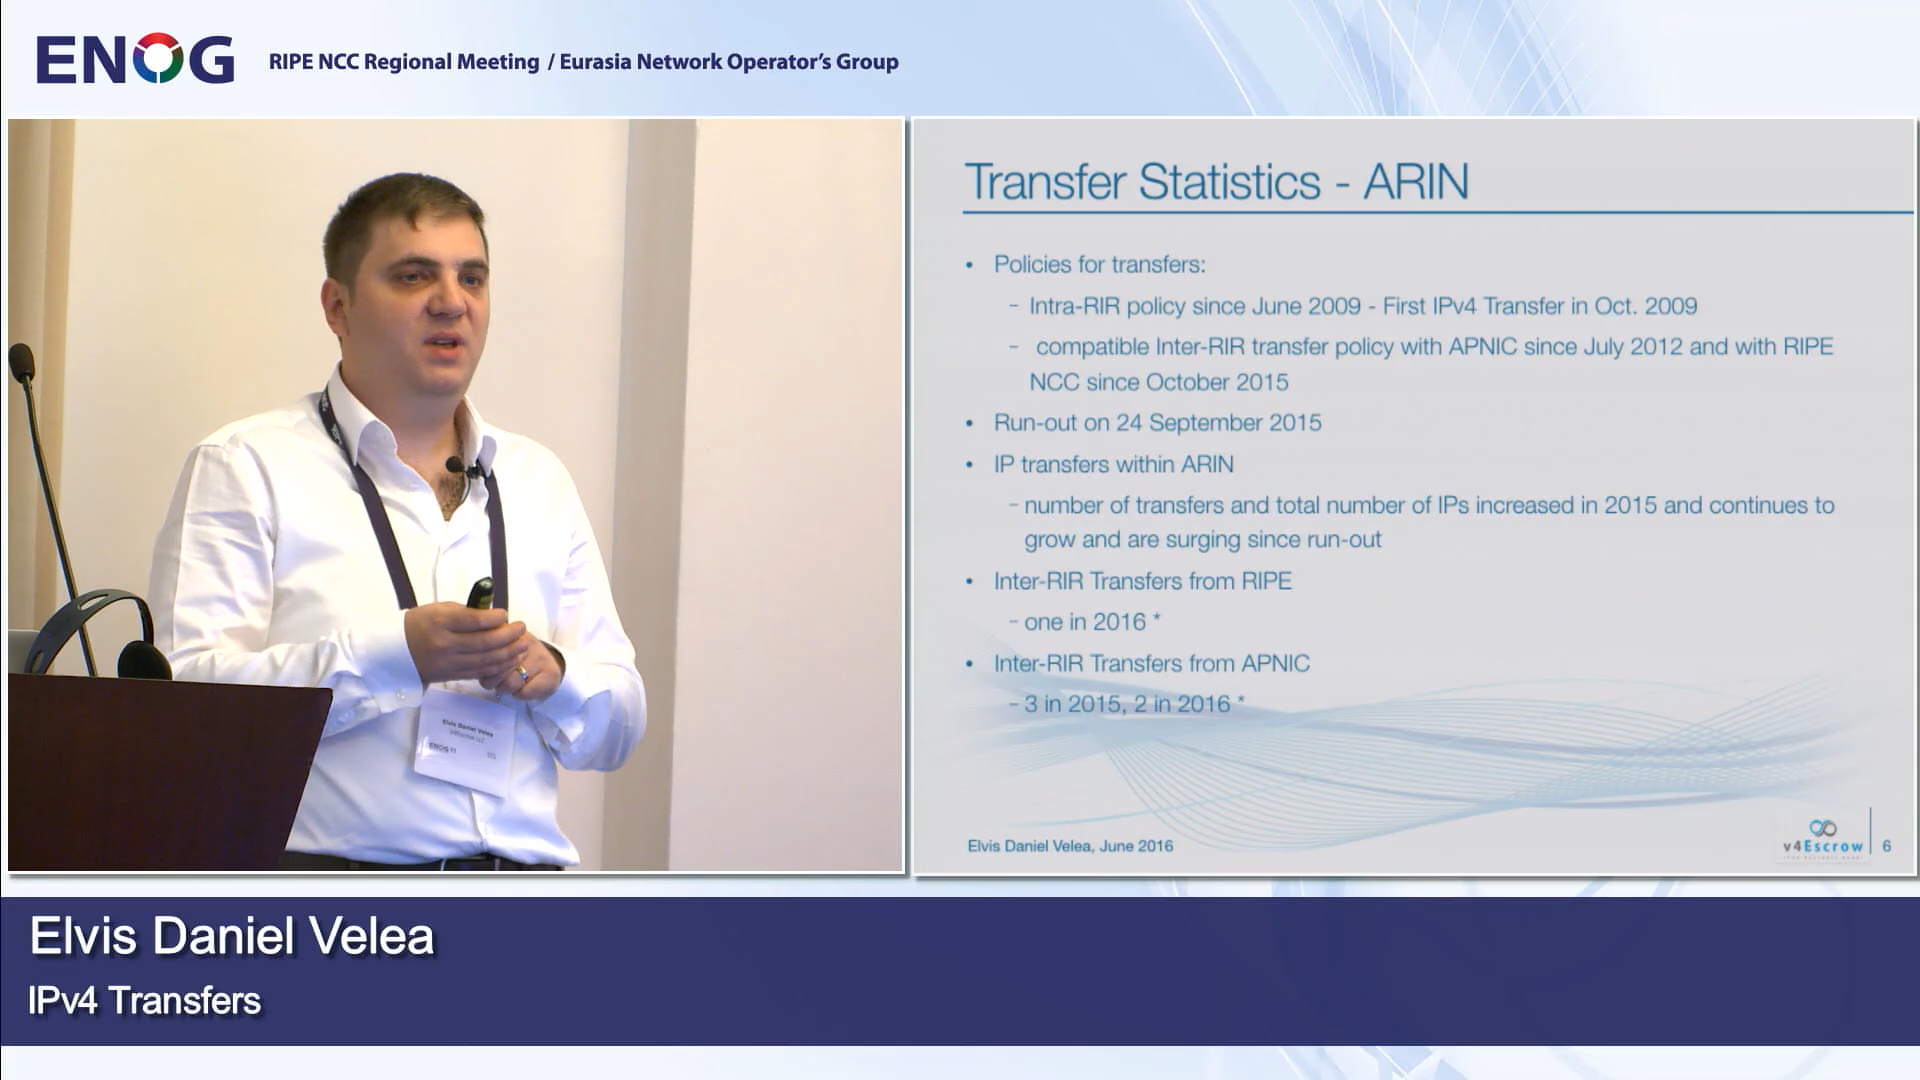 ENOG
RIPE NCC Regional Meeting / Eurasia Network Operator's Group
Transfer Statistics - ARIN
• Policies for transfers:
- Intra-RIR policy since June 2009 - First IPv4 Transfer in Oct. 2009
- compatible Inter-RIR transfer policy with APNIC since July 2012 and with RIPE
NCC since October 2015
• Run-out on 24 September 2015
• IP transfers within ARIN
- number of transfers and total number of IPs increased in 2015 and continues to
grow and are surging since run-out
• Inter-RIR Transfers from RIPE
- one in 2016 *
• Inter-RIR Transfers from APNIC
- 3 in 2015, 2 in 2016 *
Elvis Daniel Velea, June 2016
v4Escrow
6
Elvis Daniel Velea
ENOG 11
Elvis Daniel Velea
IPv4 Transfers